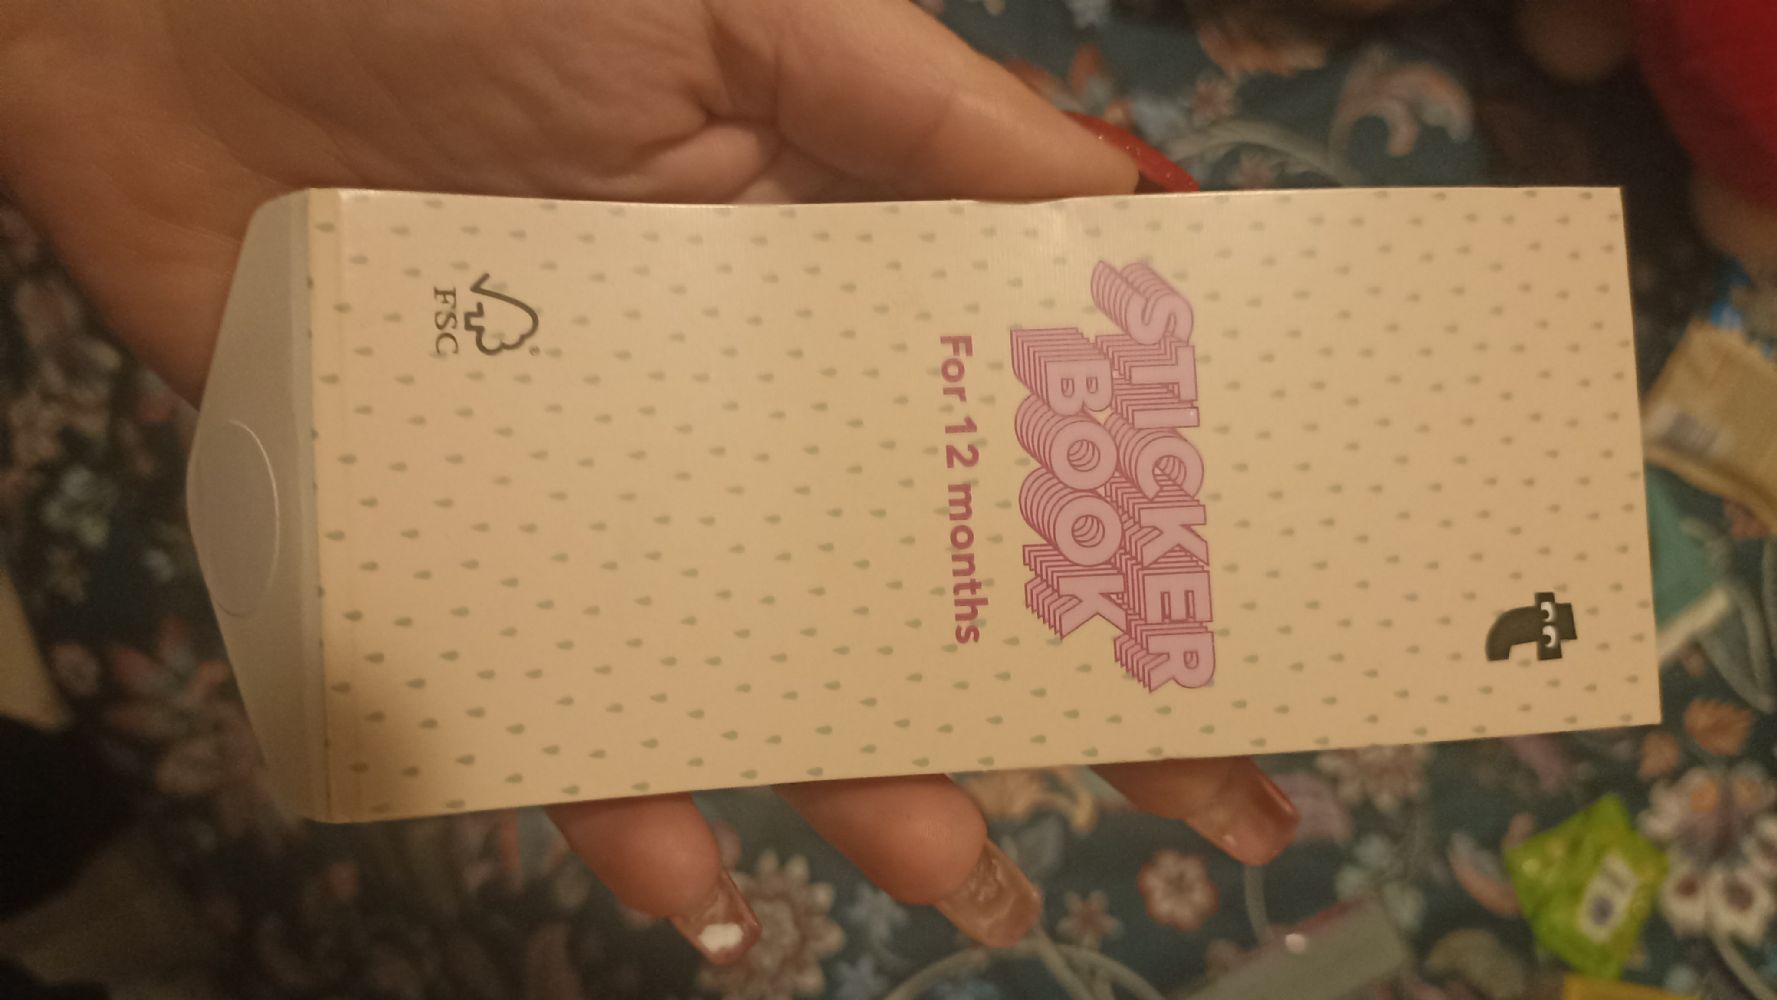 STICKER
BOOK
For 12 months
FSC